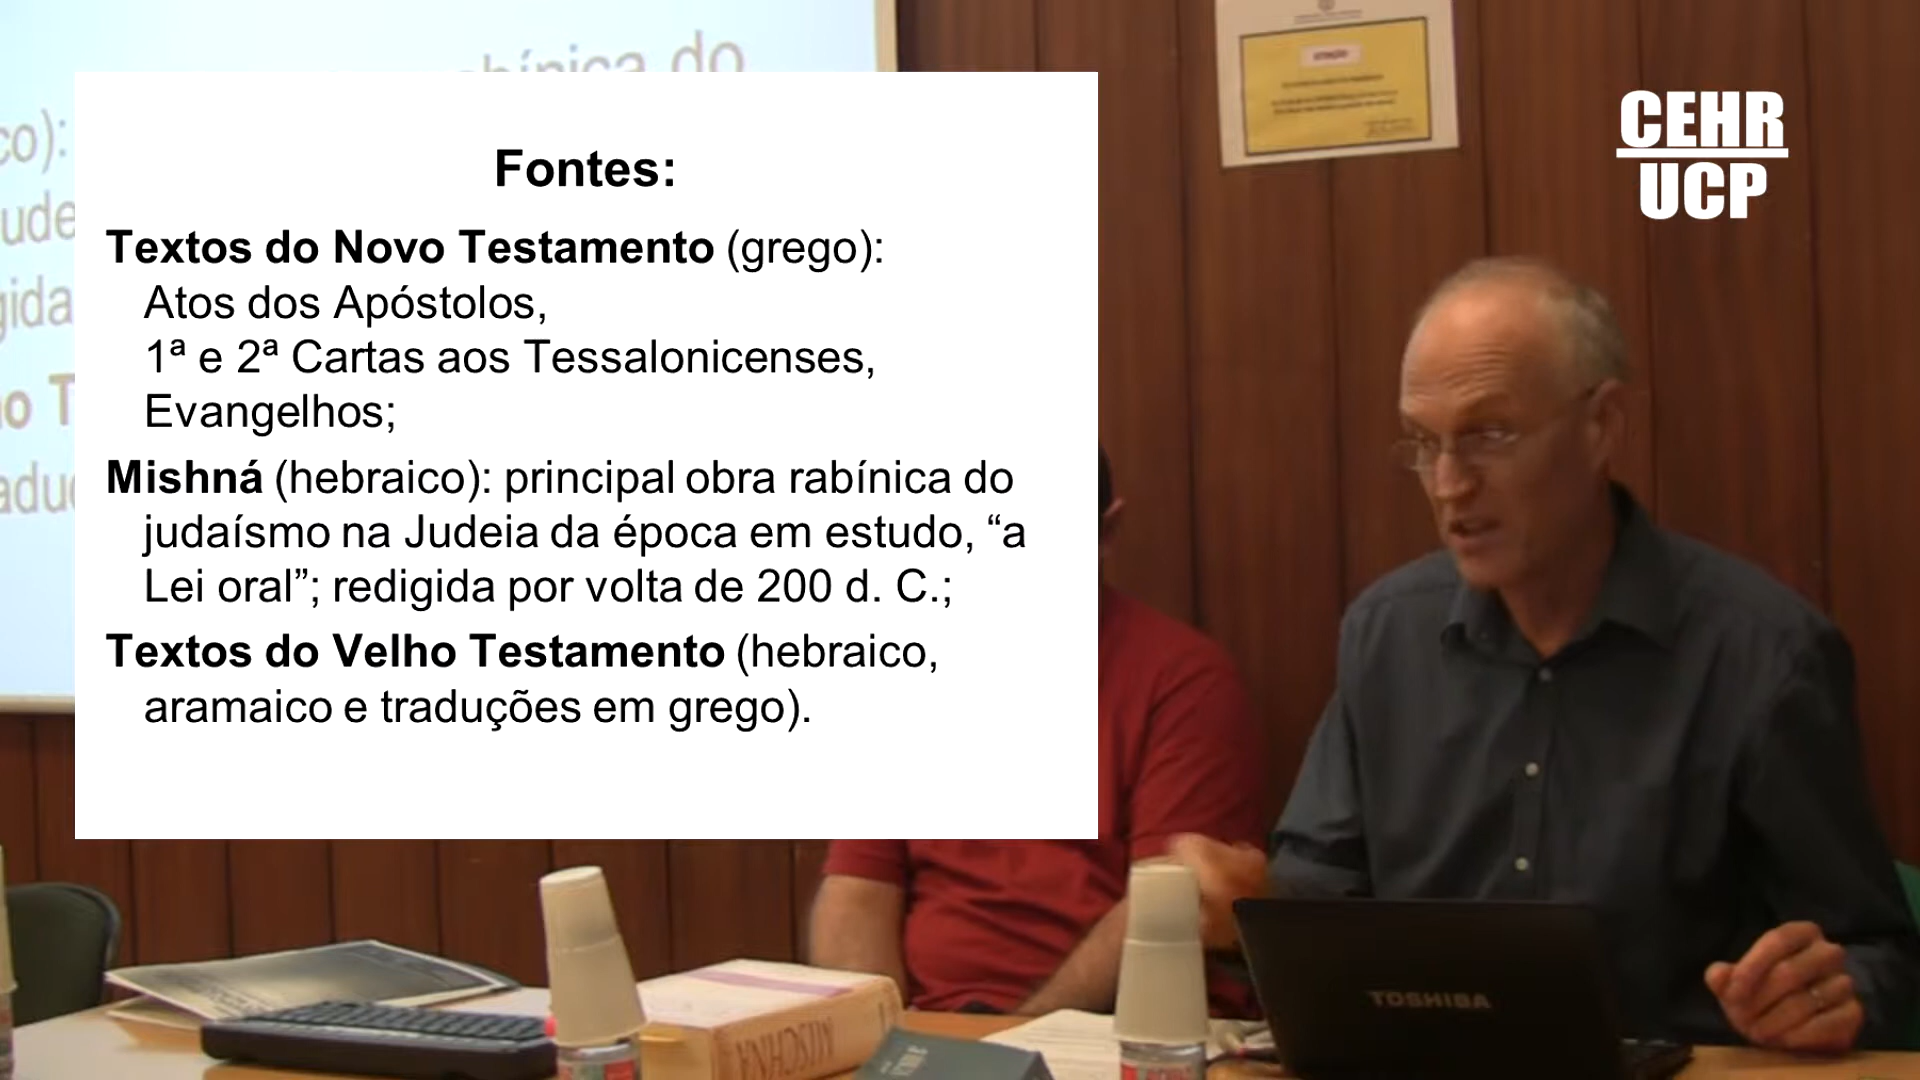 Fontes:
Textos do Novo Testamento (grego):
Atos dos Apóstolos,
1ª e 2ª Cartas aos Tessalonicenses,
Evangelhos;
Mishná (hebraico): principal obra rabínica do
judaísmo na Judeia da época em estudo, “a
Lei oral”; redigida por volta de 200 d. C.;
Textos do Velho Testamento (hebraico,
aramaico e traduções em grego).
CEHR
UCP
TOSHIBA
MISCHNA